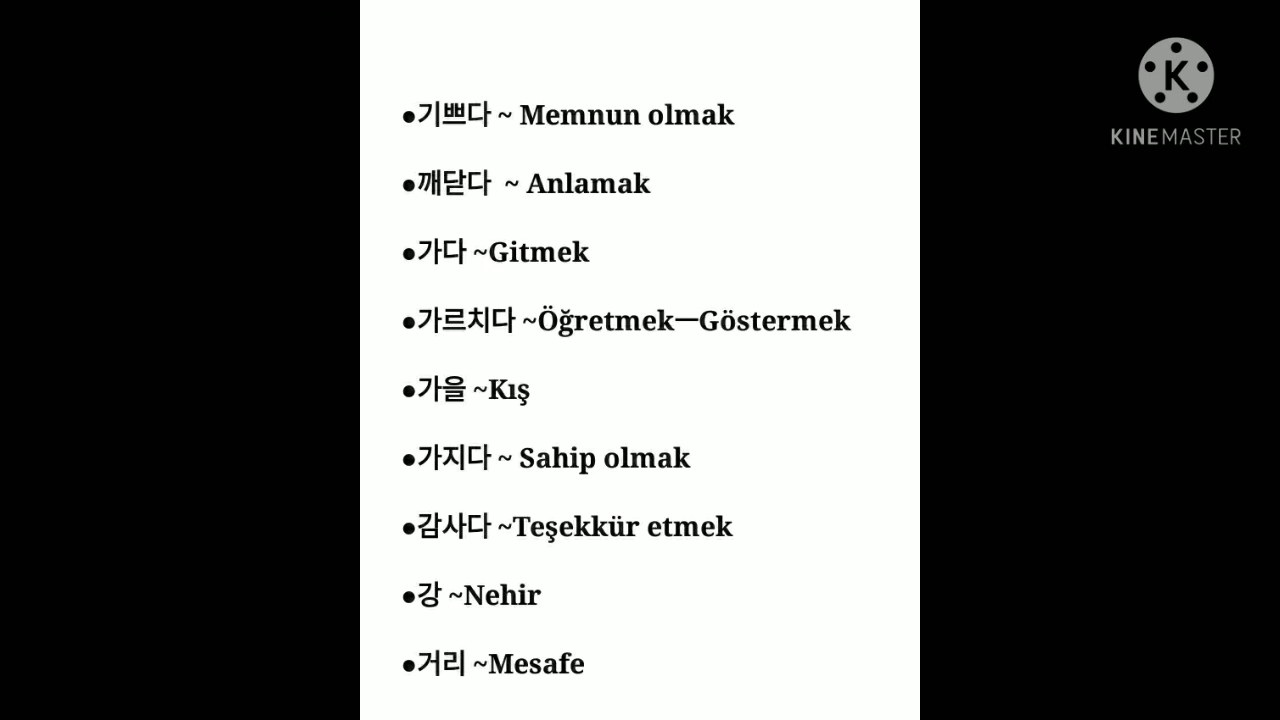 ●기쁘다 ~ Memnun olmak
●깨닫다 ~ Anlamak
●가다 ~Gitmek
●가르치다 ~Öğretmek—Göstermek
●가을 ~Kış
●가지다 ~ Sahip olmak
●감사다 ~Teşekkür etmek
●강 ~Nehir
●거리 ~Mesafe
K
KINEMASTER